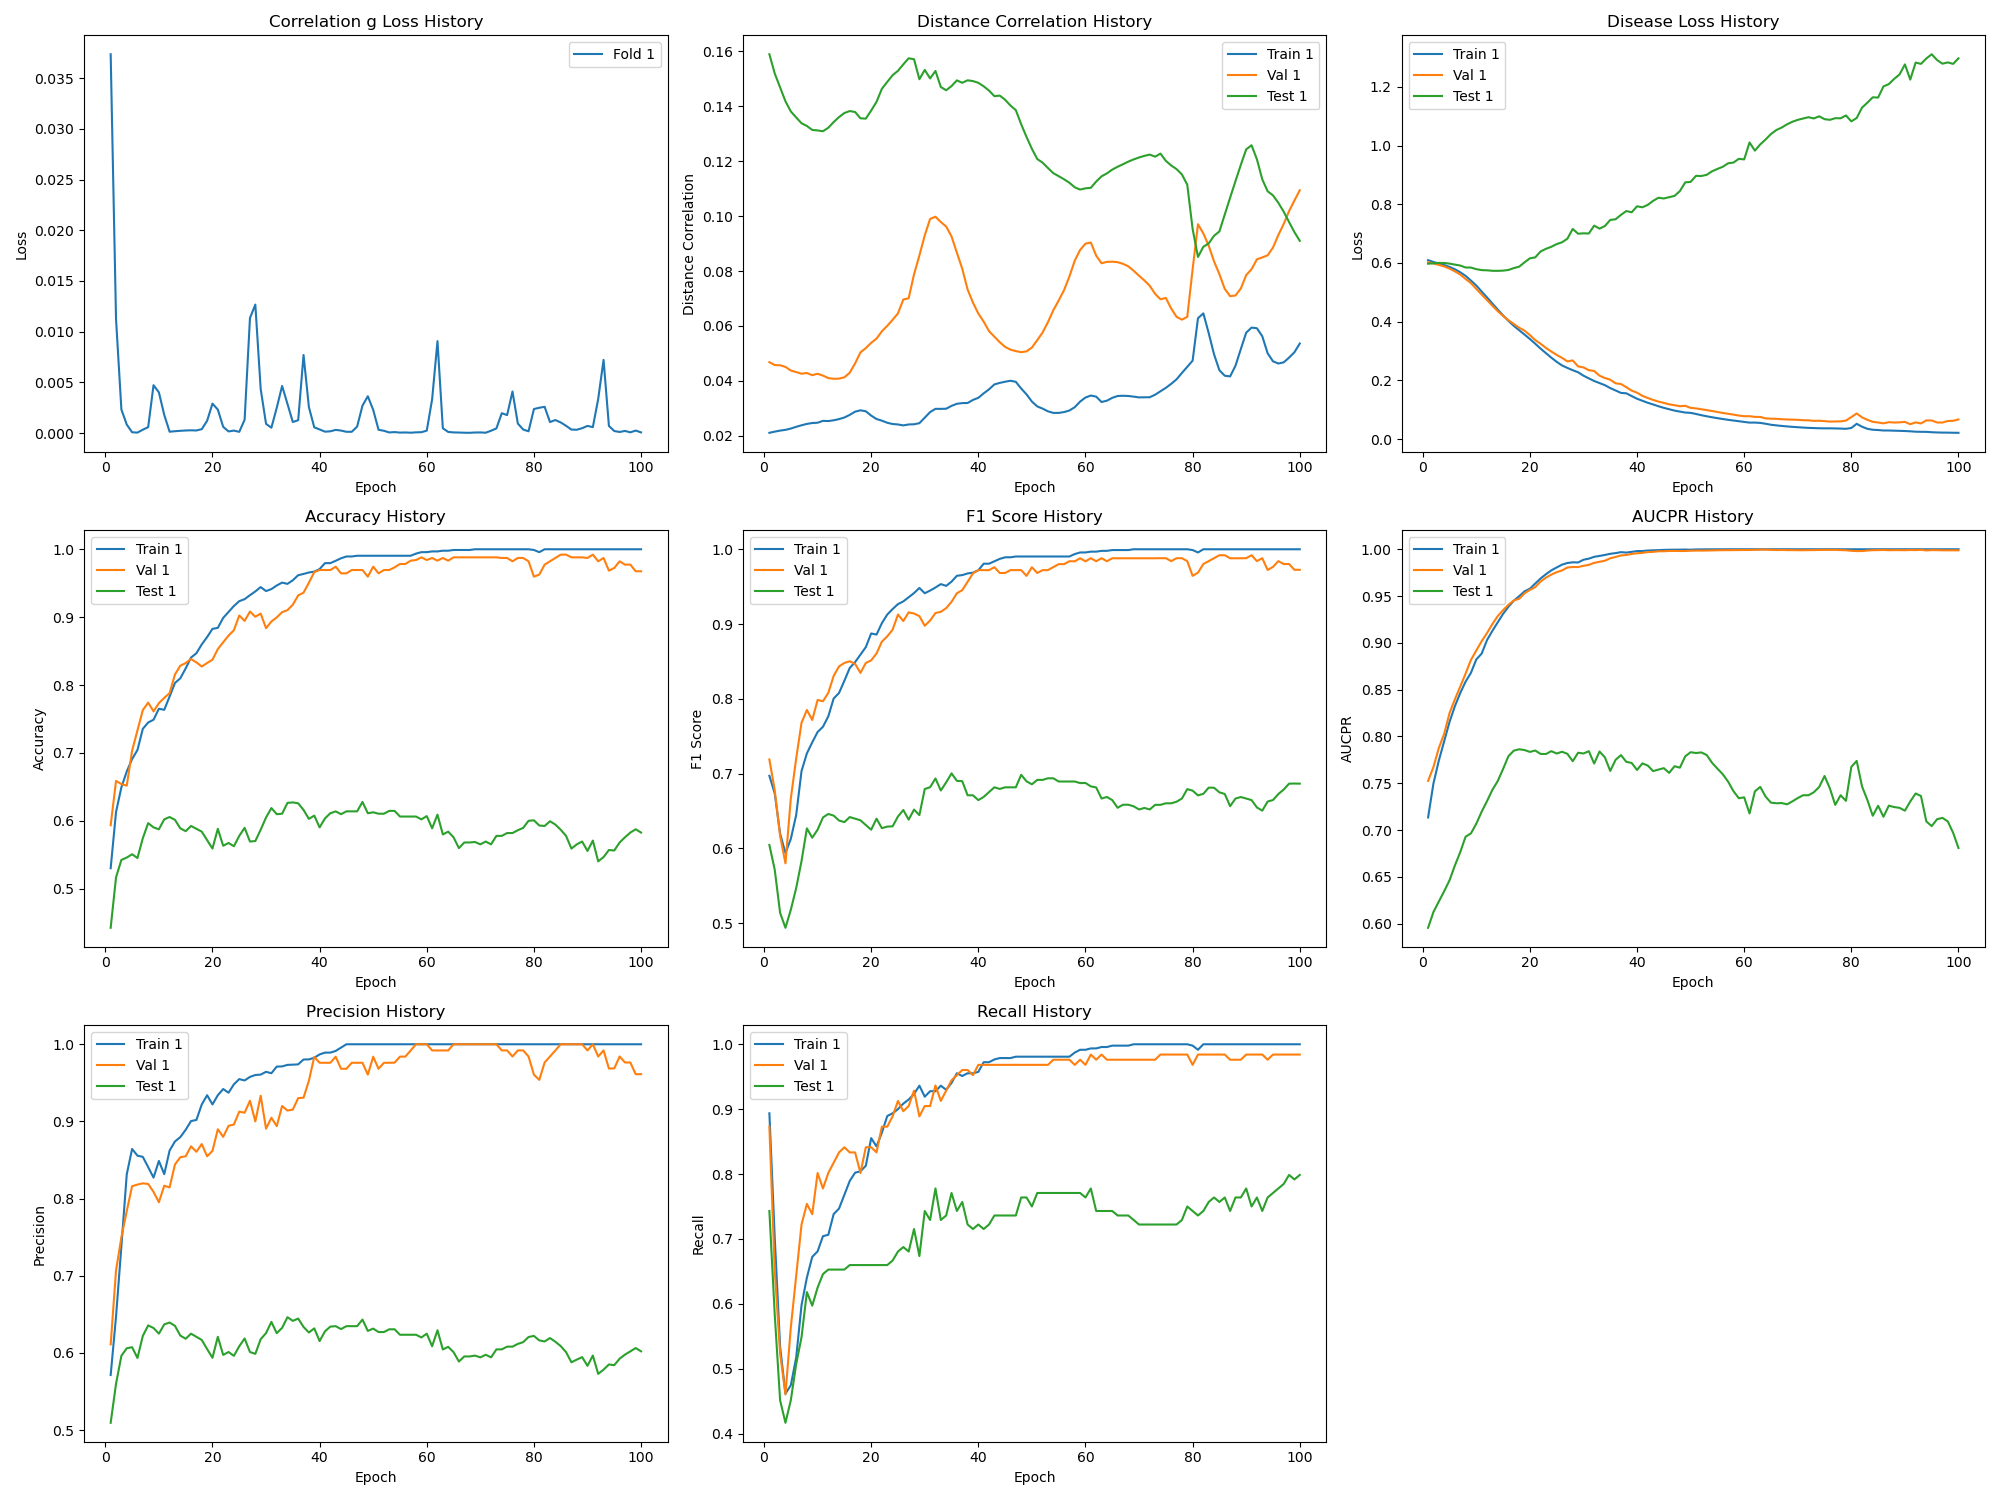 Correlation g Loss History
Loss
0.035
0.030
0.025
0.020
0.015
0.010
0.005
0.000
Fold 1
0 20 40 60 80 100
Epoch
Distance Correlation History
Distance Correlation
0.16
0.14
0.12
0.10
0.08
0.06
0.04
0.02
Train 1
Val 1
Test 1
0 20 40 60 80 100
Epoch
Disease Loss History
Loss
1.2
1.0
0.8
0.6
0.4
0.2
0.0
Train 1
Val 1
Test 1
0 20 40 60 80 100
Epoch
Accuracy History
Accuracy
1.0
0.9
0.8
0.7
0.6
0.5
Train 1
Val 1
Test 1
0 20 40 60 80 100
Epoch
F1 Score History
F1 Score
1.0
0.9
0.8
0.7
0.6
0.5
Train 1
Val 1
Test 1
0 20 40 60 80 100
Epoch
AUCPR History
AUCPR
1.00
0.95
0.90
0.85
0.80
0.75
0.70
0.65
0.60
Train 1
Val 1
Test 1
0 20 40 60 80 100
Epoch
Precision History
Precision
1.0
0.9
0.8
0.7
0.6
0.5
Train 1
Val 1
Test 1
0 20 40 60 80 100
Epoch
Recall History
Recall
1.0
0.9
0.8
0.7
0.6
0.5
0.4
Train 1
Val 1
Test 1
0 20 40 60 80 100
Epoch